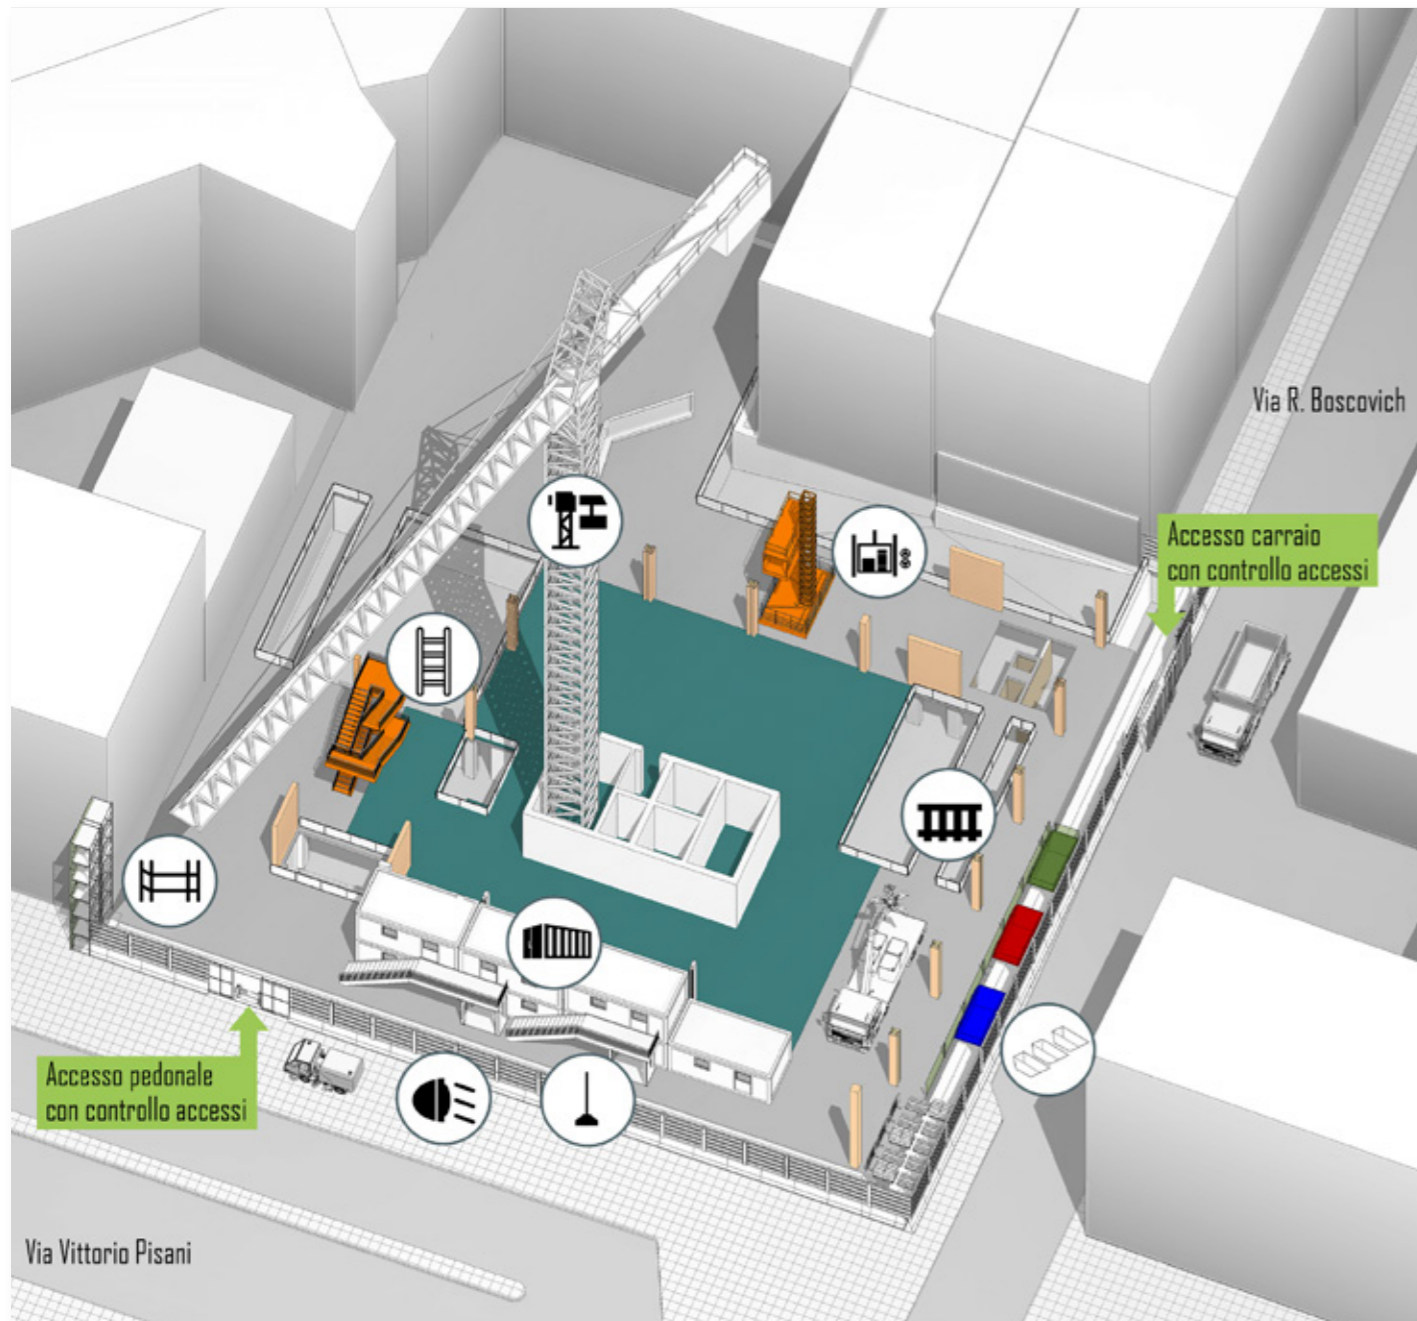 Via R. Boscovich
Accesso carraio
con controllo accessi
Accesso pedonale
con controllo accessi
Via Vittorio Pisani